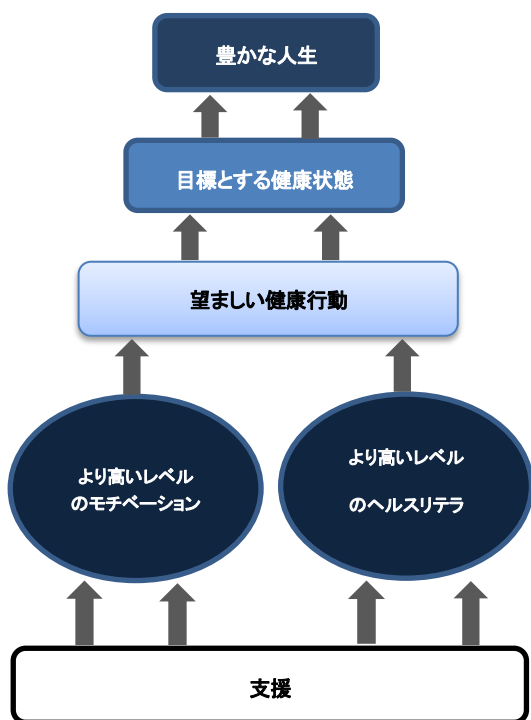 豊かな人生
目標とする健康状態
望ましい健康行動
より高いレベル
のモチベーション
より高いレベル
のヘルスリテラ
支援